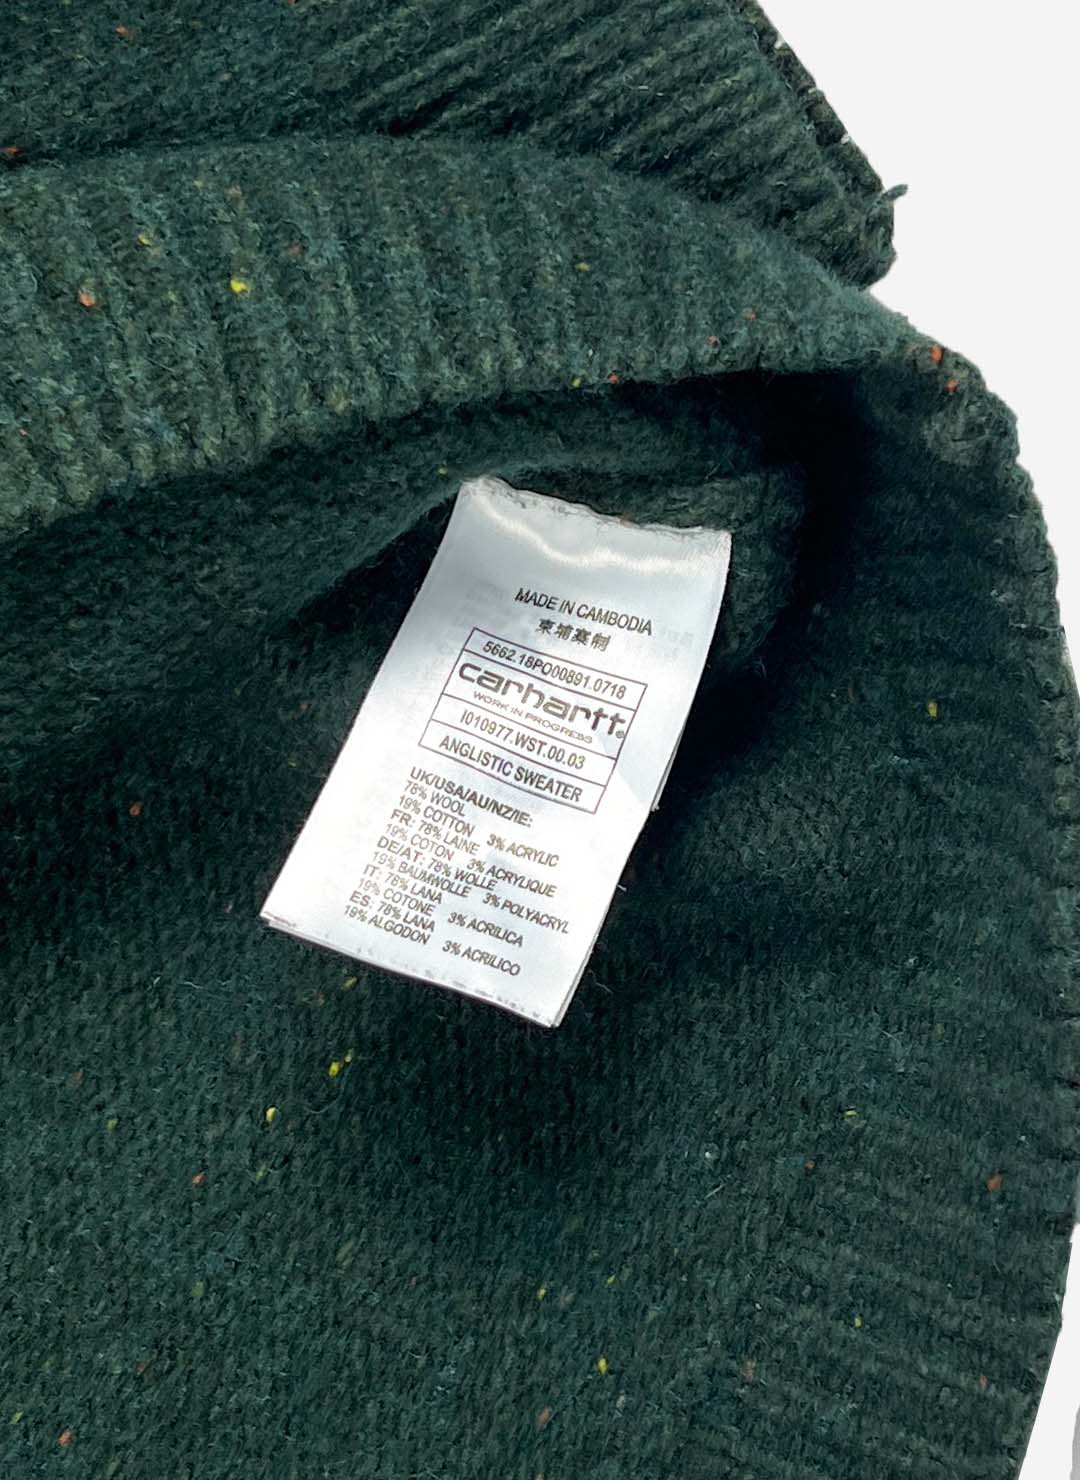 MADE IN CAMBODIA
柬埔寨制
5662.18PO00891.0718
carhartt®
WORK IN PROGRESS
I010977.WST.00.03
ANGLISTIC SWEATER
UK/USA/AU/NZ/IE:
78% WOOL
19% COTTON 3% ACRYLIC
FR: 78% LAINE
19% COTON 3% ACRYLIQUE
DE/AT: 78% WOLLE
19% BAUMWOLLE 3% POLYACRYL
IT: 78% LANA
19% COTONE 3% ACRILICA
ES: 78% LANA
19% ALGODON 3% ACRILICO